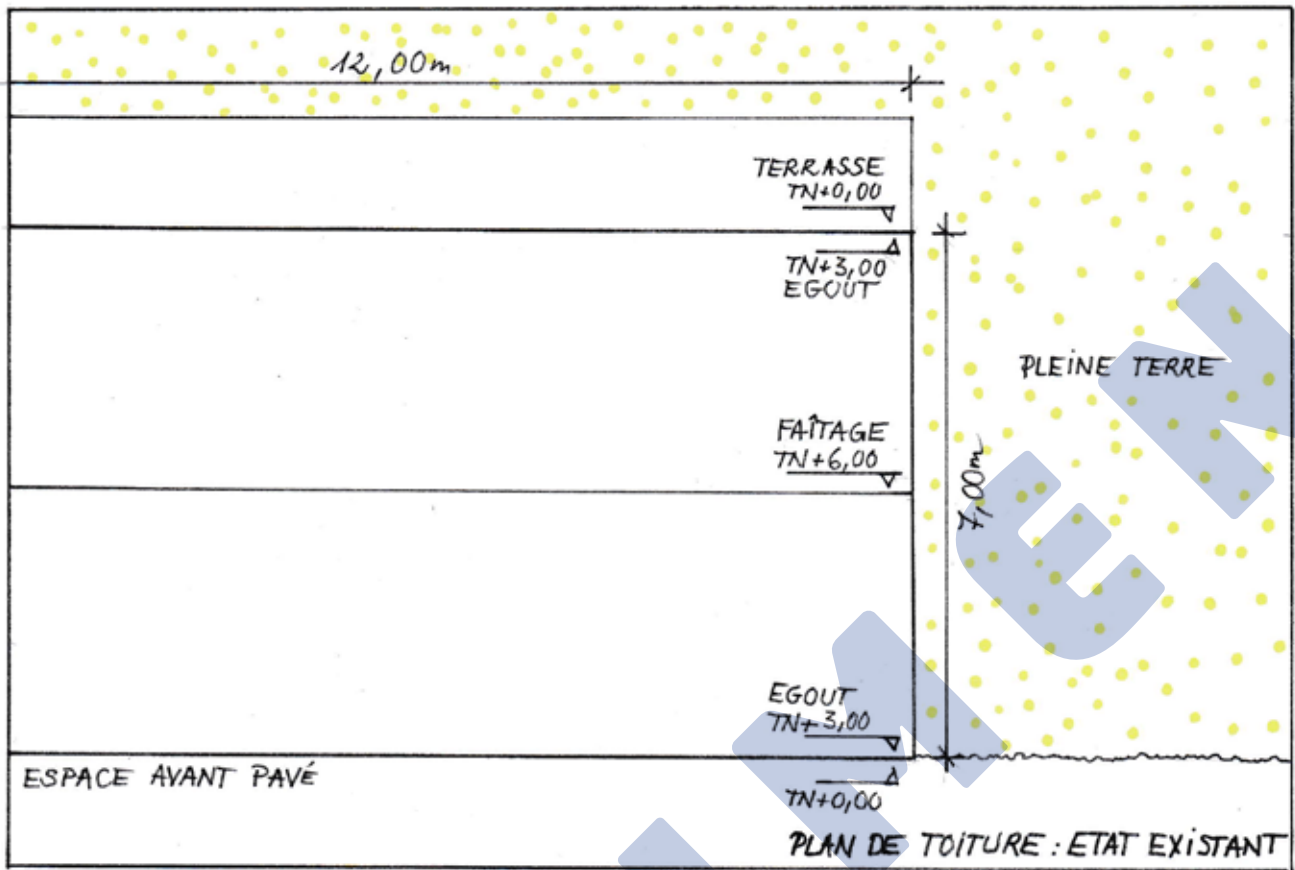 12,00m
TERRASSE
TN+0,00
TN+3,00
EGOUT
PLEINE TERRE
FAÎTAGE
TN+6,00
7,00m
EGOUT
TN+3,00
ESPACE AVANT PAVÉ
TN+0,00
PLAN DE TOITURE : ETAT EXISTANT
IMEN